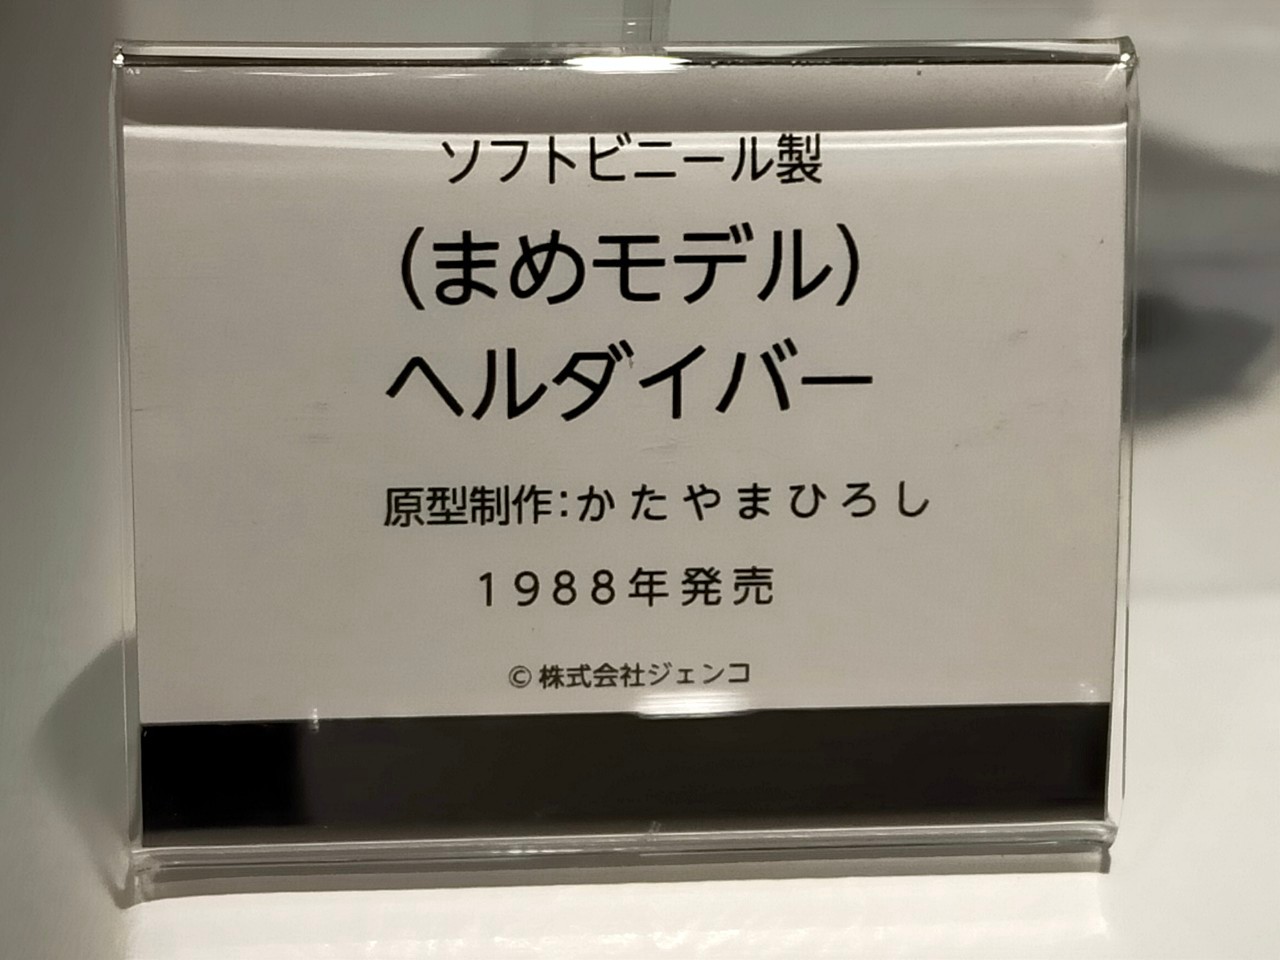 ソフトビニール製
(まめモデル)
ヘルダイバー
原型制作:かたやまひろし
1988年発売
© 株式会社ジェンコ